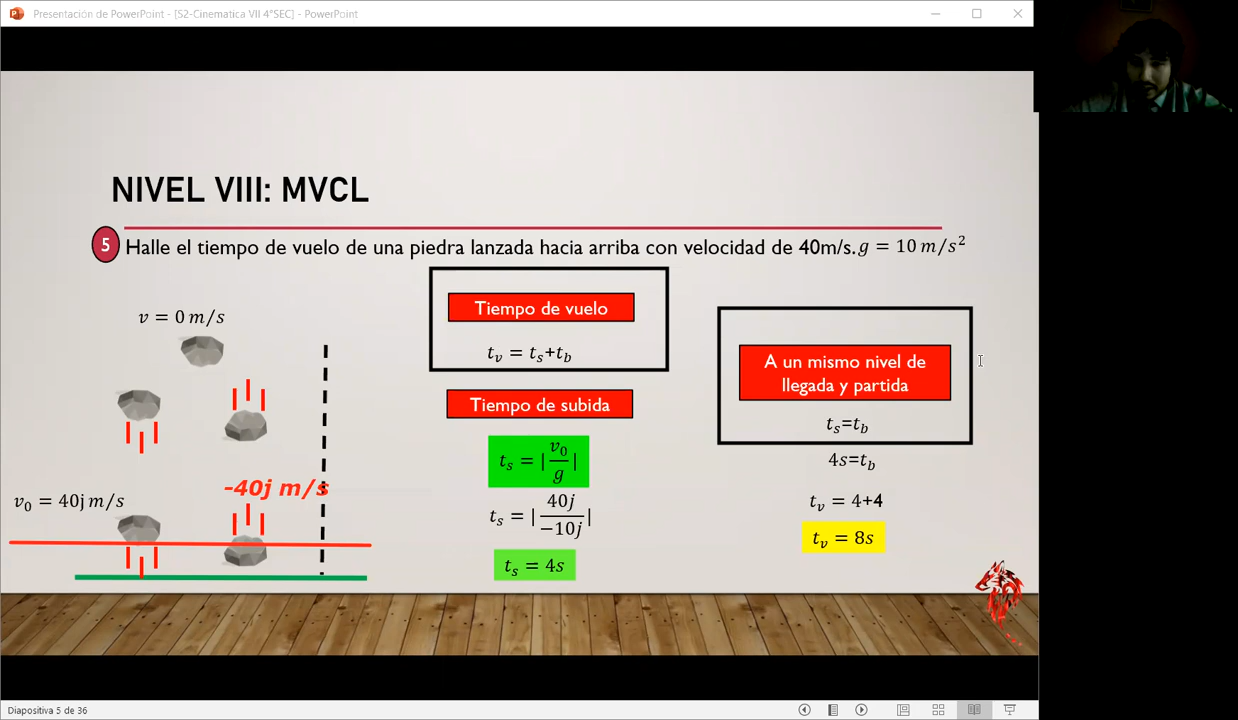 Presentación de PowerPoint - [S2-Cinematica VII 4°SEC] - PowerPoint
NIVEL VIII: MVCL
5 Halle el tiempo de vuelo de una piedra lanzada hacia arriba con velocidad de 40m/s. g = 10 m/s²
v = 0 m/s
v₀ = 40j m/s
-40j m/s
Tiempo de vuelo
tᵥ = tₛ+t_b
Tiempo de subida
tₛ = |v₀/g|
tₛ = |40j/−10j|
tₛ = 4s
A un mismo nivel de
llegada y partida
tₛ=t_b
4s=t_b
tᵥ = 4+4
tᵥ = 8s
Diapositiva 5 de 36